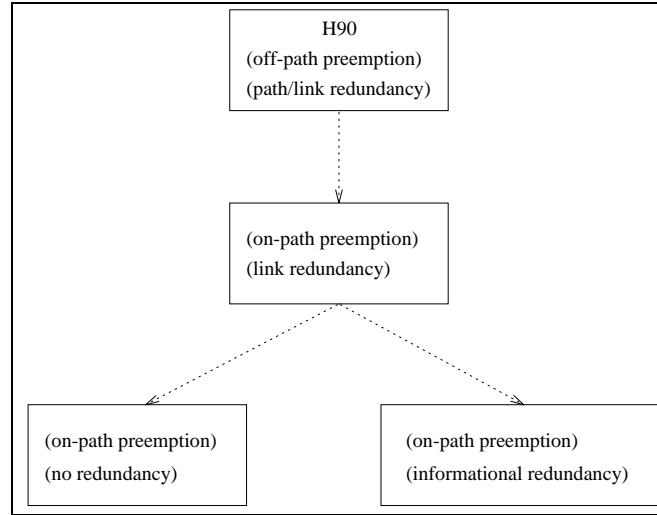 H90
(off-path preemption)
(path/link redundancy)
(on-path preemption)
(link redundancy)
(on-path preemption)
(no redundancy)
(on-path preemption)
(informational redundancy)